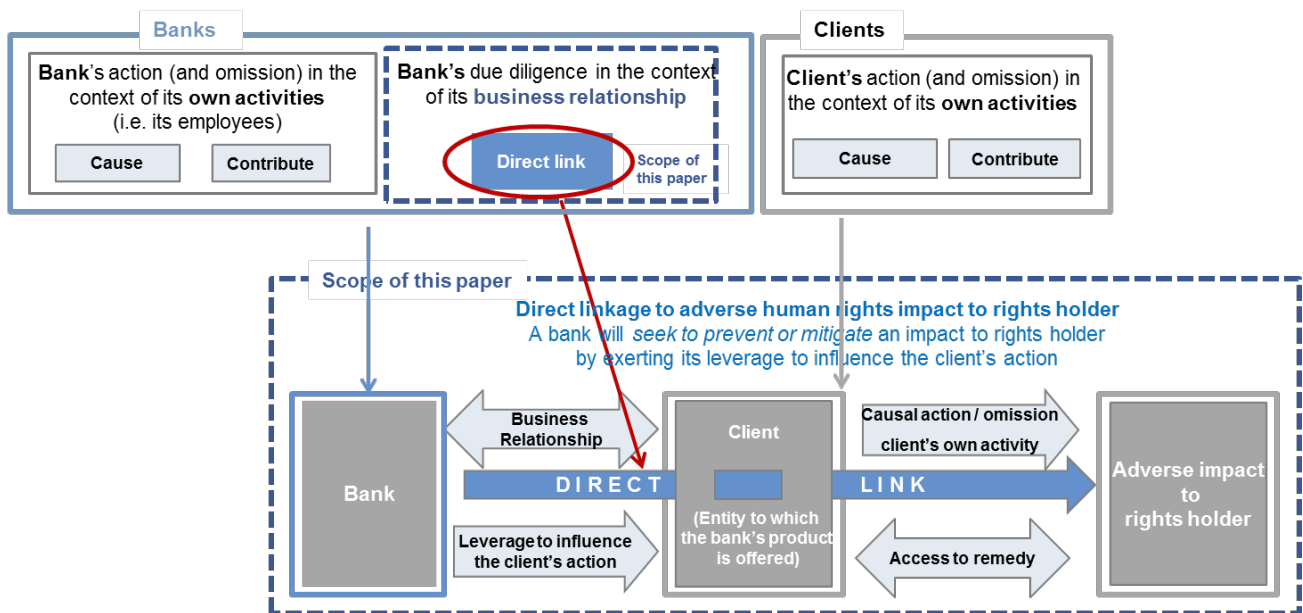 Banks
Bank's action (and omission) in the
context of its own activities
(i.e. its employees)
Cause
Contribute
Bank's due diligence in the context
of its business relationship
Direct link
Scope of
this paper
Clients
Client's action (and omission) in
the context of its own activities
Cause
Contribute
Scope of this paper
Direct linkage to adverse human rights impact to rights holder
A bank will seek to prevent or mitigate an impact to rights holder
by exerting its leverage to influence the client's action
Bank
Business
Relationship
DIRECT
Leverage to influence
the client's action
Client
(Entity to which
the bank's product
is offered)
Causal action / omission
client's own activity
LINK
Access to remedy
Adverse impact
to
rights holder